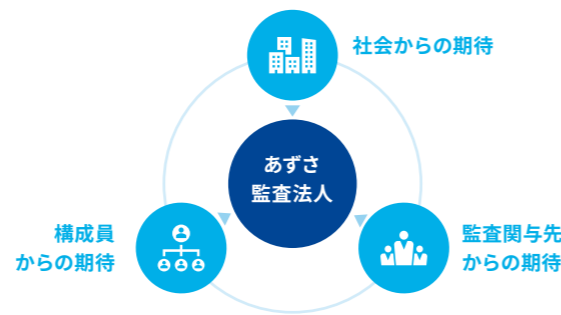 社会からの期待
あずさ
監査法人
構成員
からの期待
監査関与先
からの期待